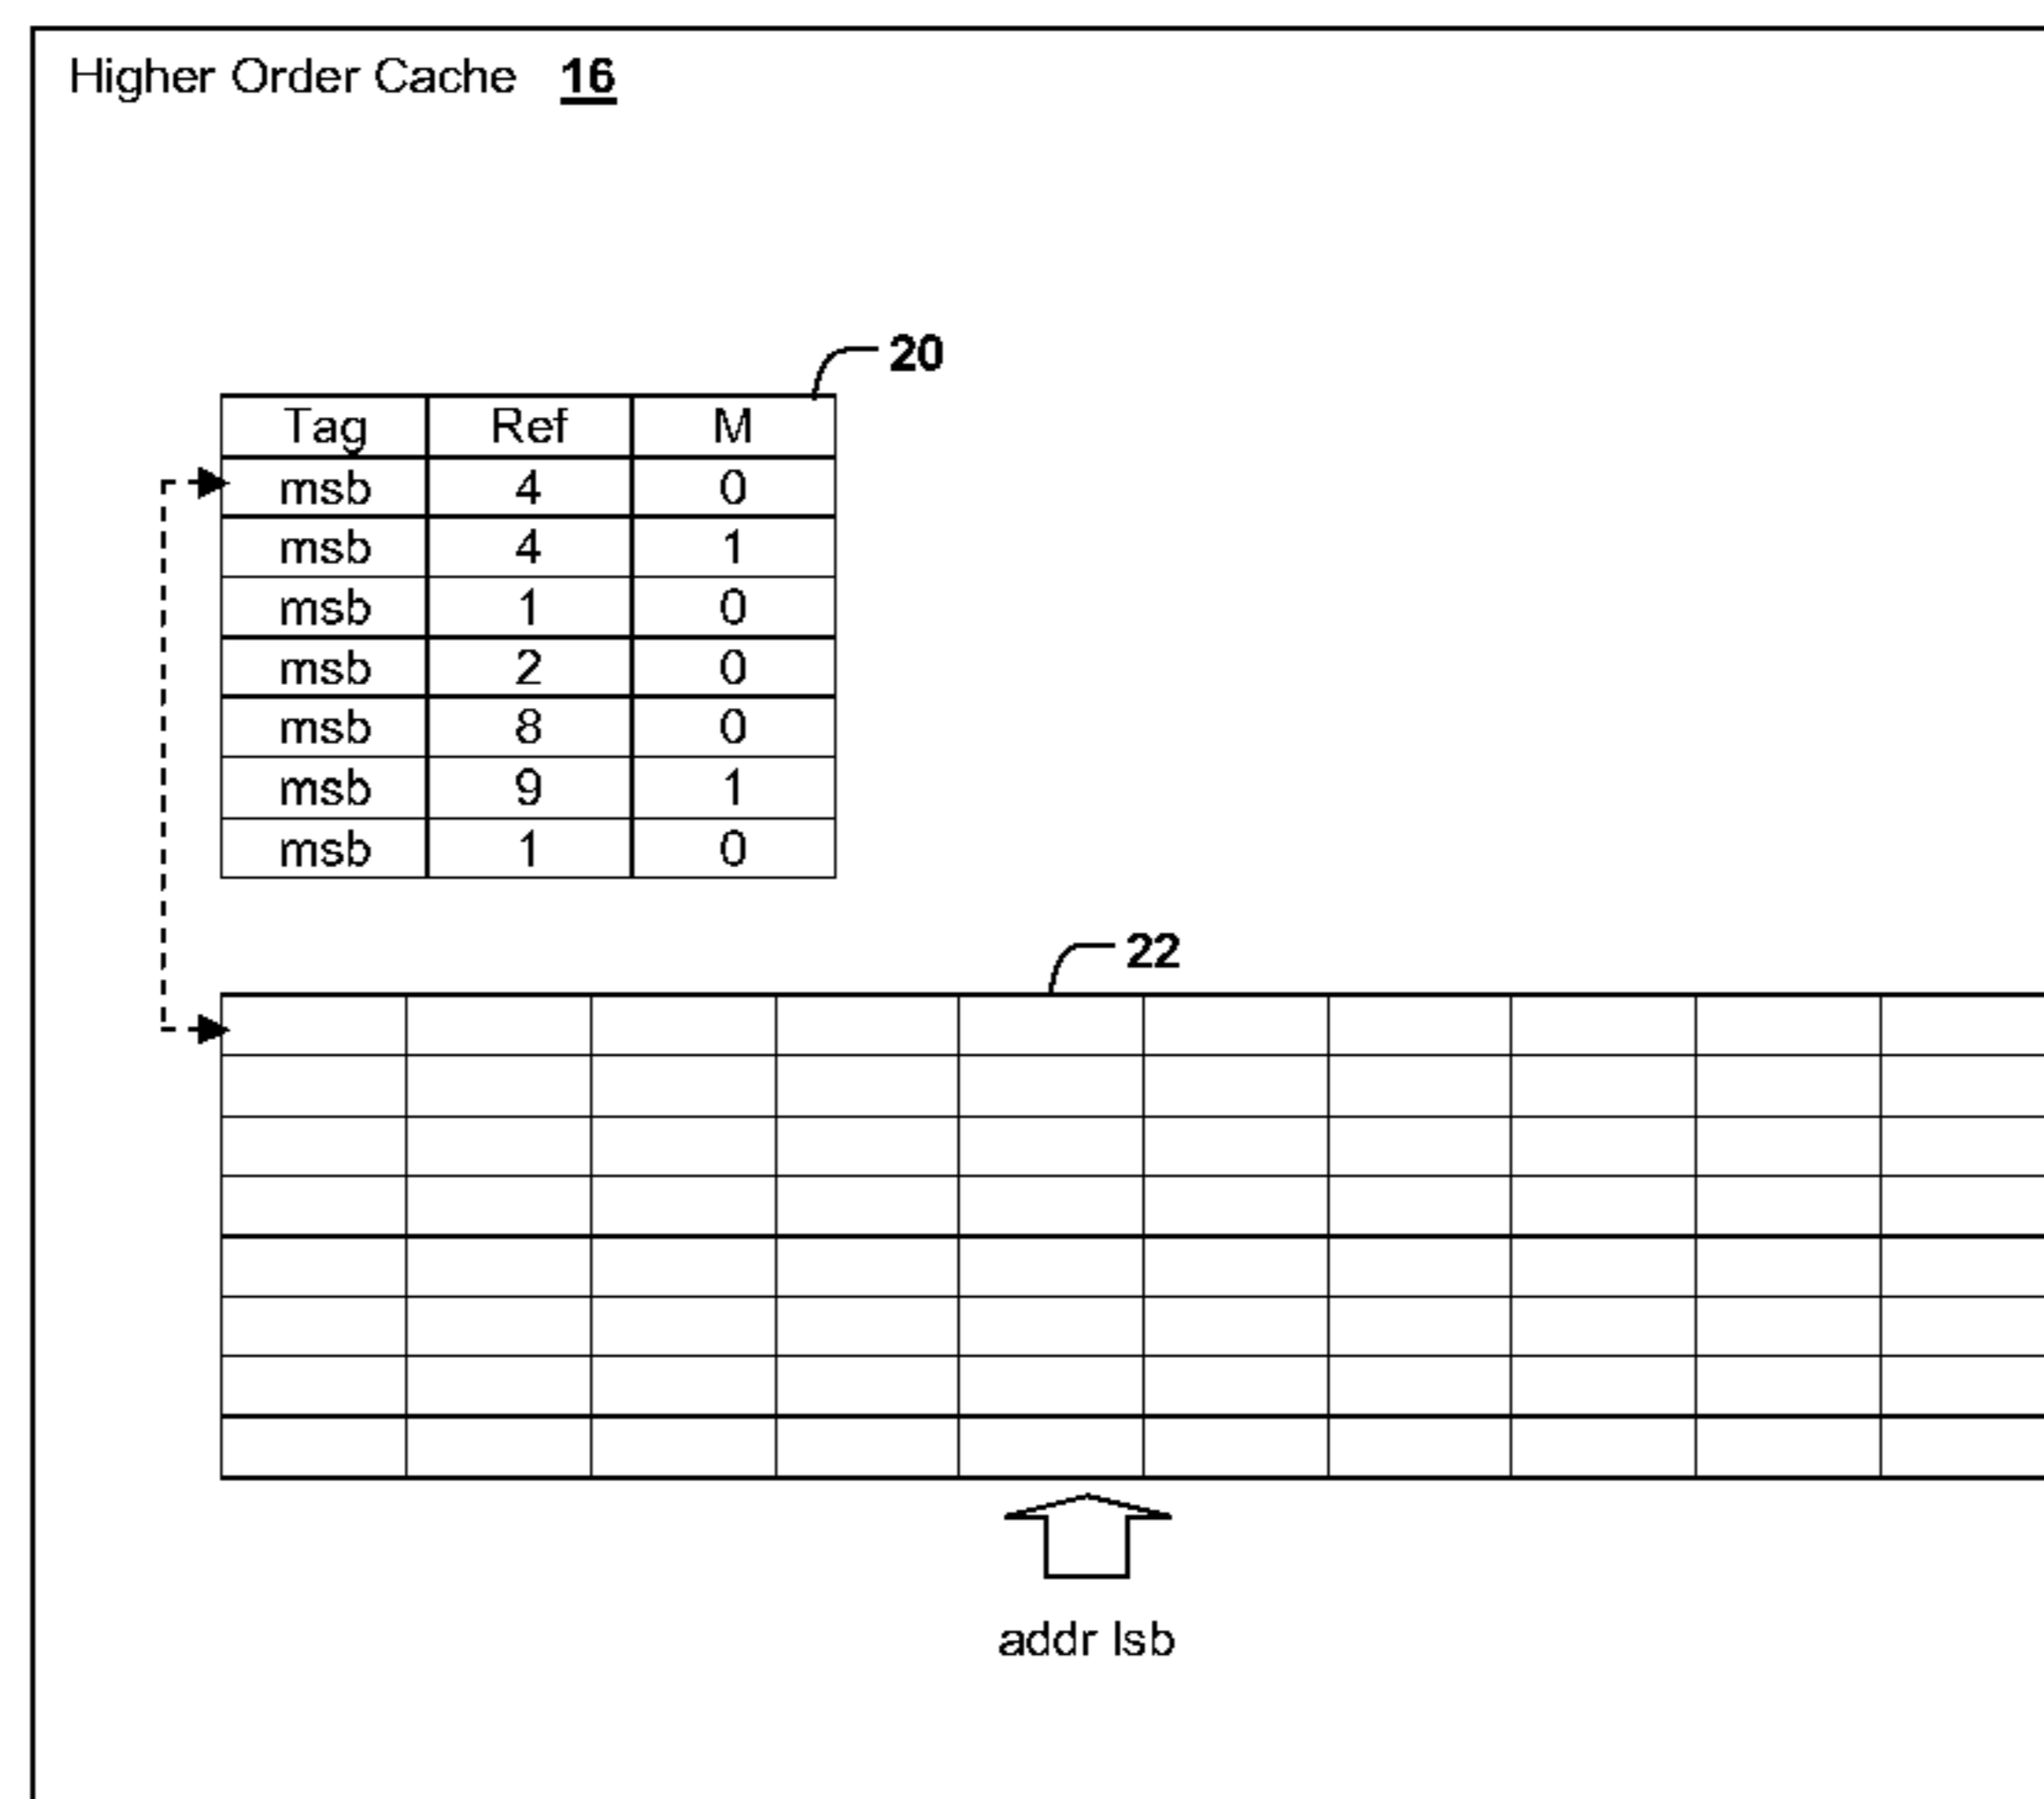 Higher Order Cache 16
20
Tag Ref M
msb 4 0
msb 4 1
msb 1 0
msb 2 0
msb 8 0
msb 9 1
msb 1 0
22
addr lsb